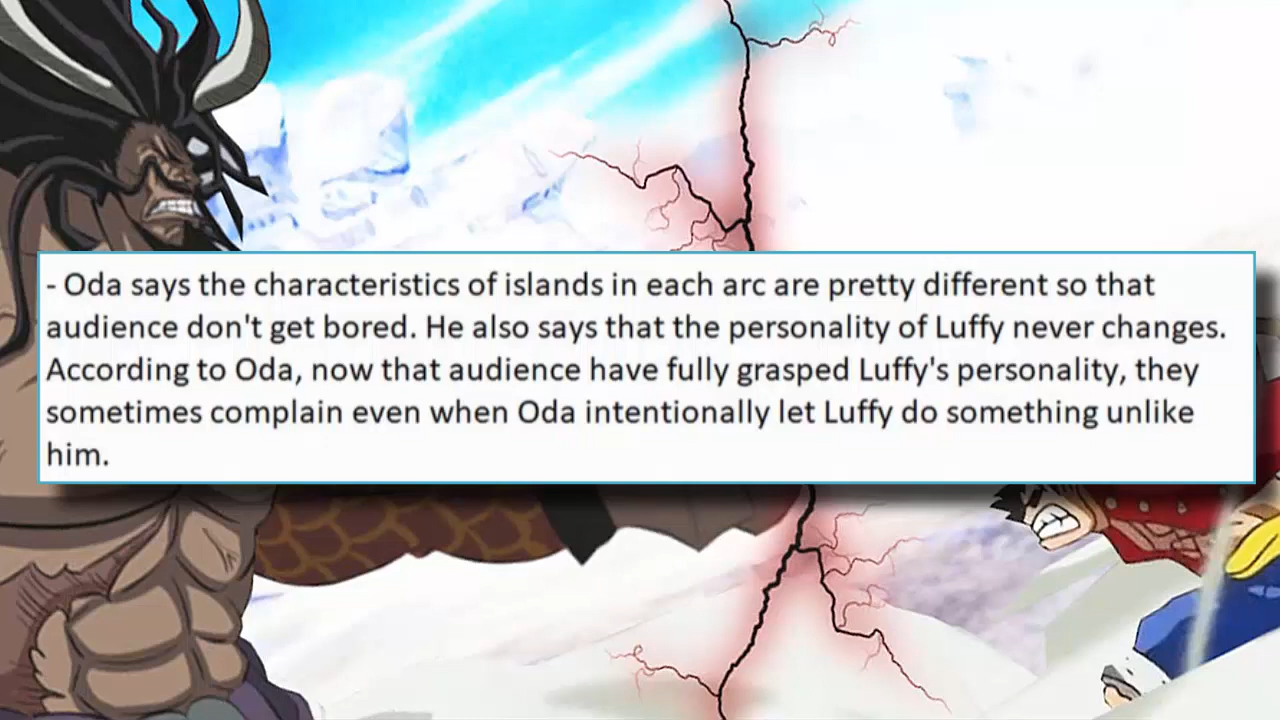 - Oda says the characteristics of islands in each arc are pretty different so that
audience don't get bored. He also says that the personality of Luffy never changes.
According to Oda, now that audience have fully grasped Luffy's personality, they
sometimes complain even when Oda intentionally let Luffy do something unlike
him.